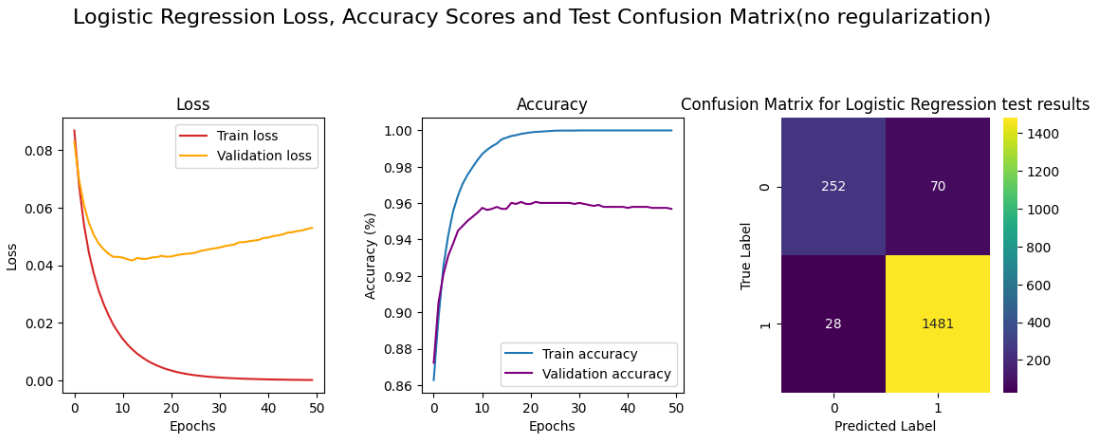 Logistic Regression Loss, Accuracy Scores and Test Confusion Matrix(no regularization)
Loss
Train loss
Validation loss
0.08
0.06
0.04
0.02
0.00
Loss
0 10 20 30 40 50
Epochs
Accuracy
1.00
0.98
0.96
0.94
0.92
0.90
0.88
0.86
Accuracy (%)
Train accuracy
Validation accuracy
0 10 20 30 40 50
Epochs
Confusion Matrix for Logistic Regression test results
True Label
0
1
252 70
28 1481
0 1
Predicted Label
1400
1200
1000
800
600
400
200